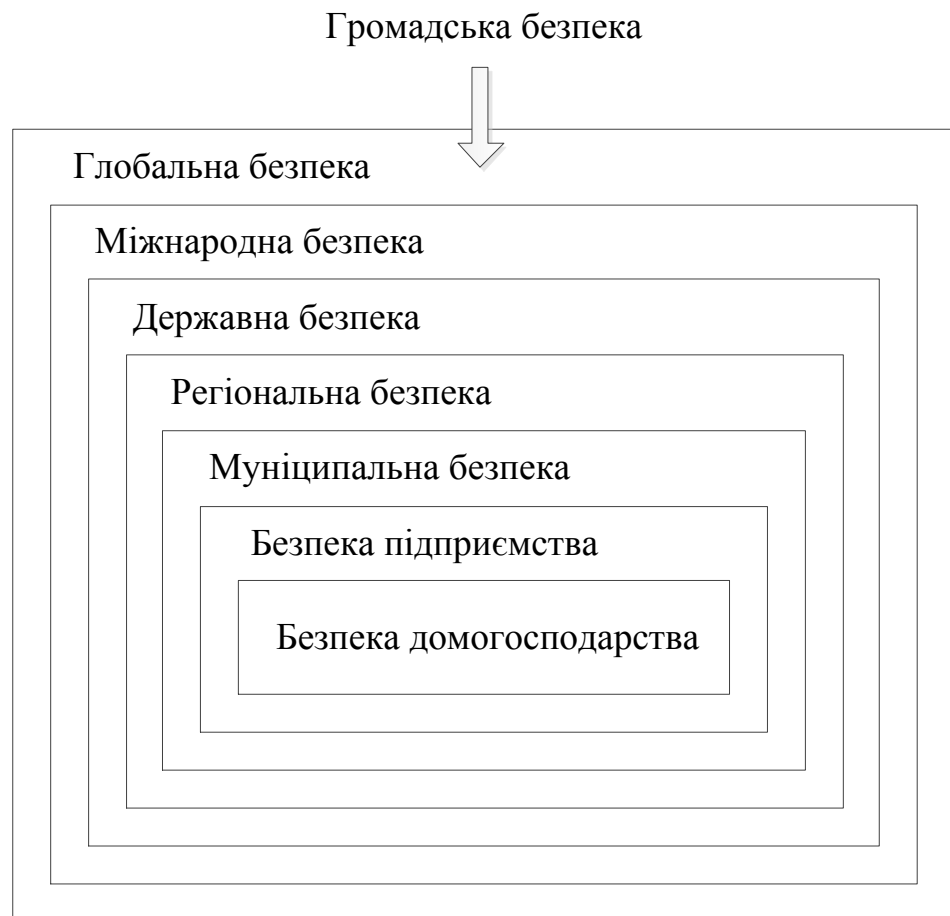 Громадська безпека
Глобальна безпека
Міжнародна безпека
Державна безпека
Регіональна безпека
Муніципальна безпека
Безпека підприємства
Безпека домогосподарства